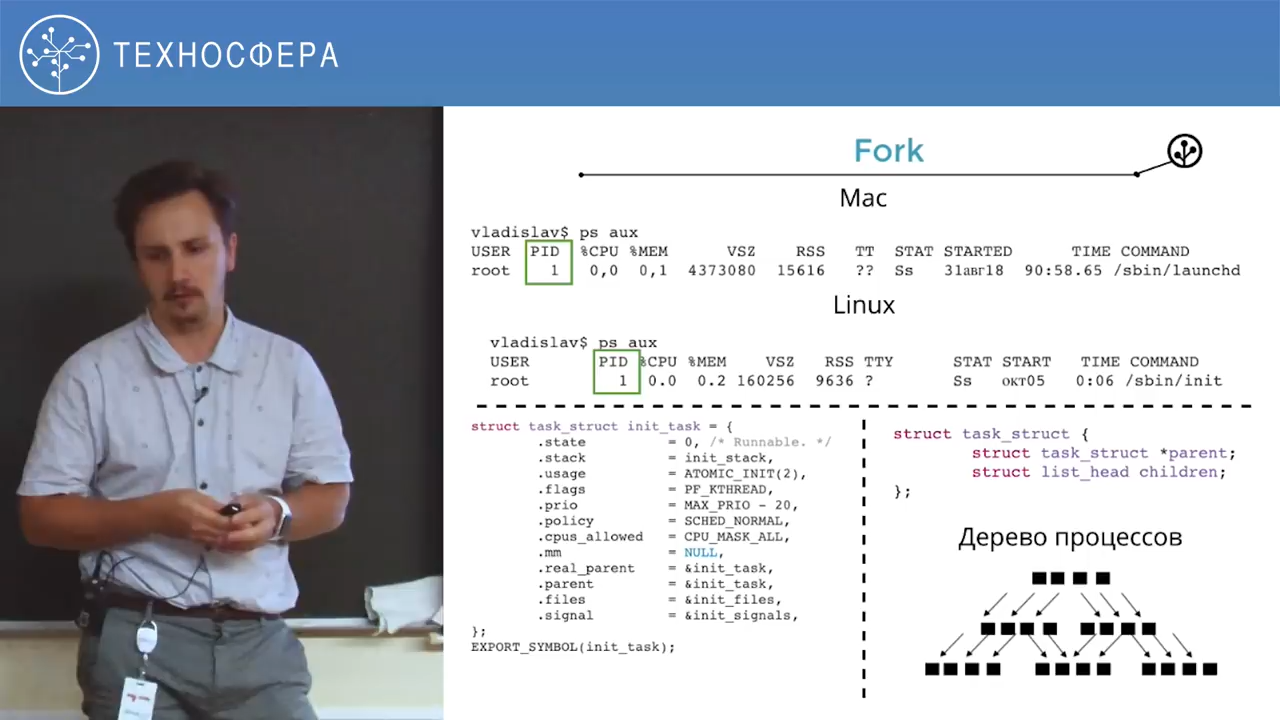 ТЕХНОСФЕРА
Fork
Mac
vladislav$ ps aux
USER PID %CPU %MEM VSZ RSS TT STAT STARTED TIME COMMAND
root 1 0,0 0,1 4373080 15616 ?? Ss 31авг18 90:58.65 /sbin/launchd
Linux
vladislav$ ps aux
USER PID %CPU %MEM VSZ RSS TTY STAT START TIME COMMAND
root 1 0.0 0.2 160256 9636 ? Ss окт05 0:06 /sbin/init
struct task_struct init_task = {
.state = 0, /* Runnable. */
.stack = init_stack,
.usage = ATOMIC_INIT(2),
.flags = PF_KTHREAD,
.prio = MAX_PRIO - 20,
.policy = SCHED_NORMAL,
.cpus_allowed = CPU_MASK_ALL,
.mm = NULL,
.real_parent = &init_task,
.parent = &init_task,
.files = &init_files,
.signal = &init_signals,
};
EXPORT_SYMBOL(init_task);
struct task_struct {
struct task_struct *parent;
struct list_head children;
};
Дерево процессов